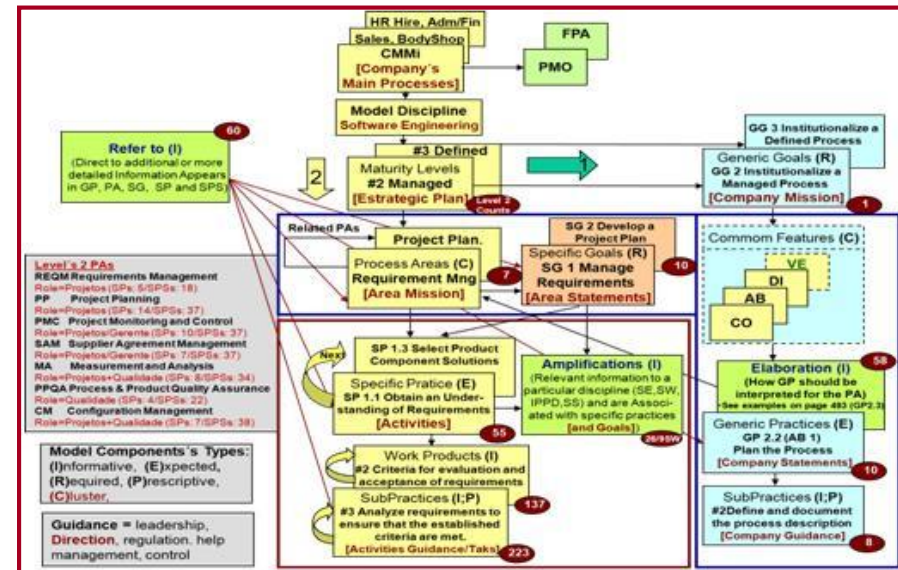 HR Hire, Adm/Fin
Sales, BodyShop
CMMi
[Company´s
Main Processes]
FPA
PMO
Model Discipline
Software Engineering
60
Refer to (I)
(Direct to additional or more
detailed Information Appears
in GP, PA, SG, SP and SPS)
2
#3 Defined
Maturity Levels
#2 Managed
[Estrategic Plan]
Level 2
Counts
1
GG 3 Institutionalize a
Defined Process
Generic Goals (R)
GG 2 Institutionalize a
Managed Process
[Company Mission]
1
Related PAs
Project Plan.
Process Areas (C)
Requirement Mng
[Area Mission]
7
SG 2 Develop a
Project Plan
Specific Goals (R)
SG 1 Manage
Requirements
[Area Statements]
10
Commom Features (C)
VE
DI
AB
CO
Level´s 2 PAs
REQM Requirements Management
Role=Projetos (SPs: 5/SPSs: 18)
PP Project Planning
Role=Projetos (SPs: 14/SPSs: 37)
PMC Project Monitoring and Control
Role=Projetos/Gerente (SPs: 10/SPSs: 37)
SAM Supplier Agreement Management
Role=Projetos/Gerente (SPs: 7/SPSs: 37)
MA Measurement and Analysis
Role=Projetos+Qualidade (SPs: 8/SPSs: 34)
PPQA Process & Product Quality Assurance
Role=Qualidade (SPs: 4/SPSs: 22)
CM Configuration Management
Role=Projetos+Qualidade (SPs: 7/SPSs: 38)
Next
SP 1.3 Select Product
Component Solutions
Specific Pratice (E)
SP 1.1 Obtain an Under-
standing of Requirements
[Activities]
55
Amplifications (I)
(Relevant information to a
particular discipline (SE,SW,
IPPD,SS) and are Associ-
ated with specific practices
[and Goals])
26/9SW
58
Elaboration (I)
(How GP should be
interpreted for the PA)
See examples on page 493 (GP2.3)
Generic Practices (E)
GP 2.2 (AB 1)
Plan the Process
[Company Statements]
10
Work Products (I)
#2 Criteria for evaluation and
acceptance of requirements
137
SubPractices (I;P)
#3 Analyze requirements to
ensure that the established
criteria are met.
[Activities Guidance/Taks]
223
SubPractices (I;P)
#2Define and document
the process description
[Company Guidance]
8
Model Components´s Types:
(I)nformative, (E)xpected,
(R)equired, (P)rescriptive,
(C)luster,
Guidance = leadership,
Direction, regulation. help
management, control